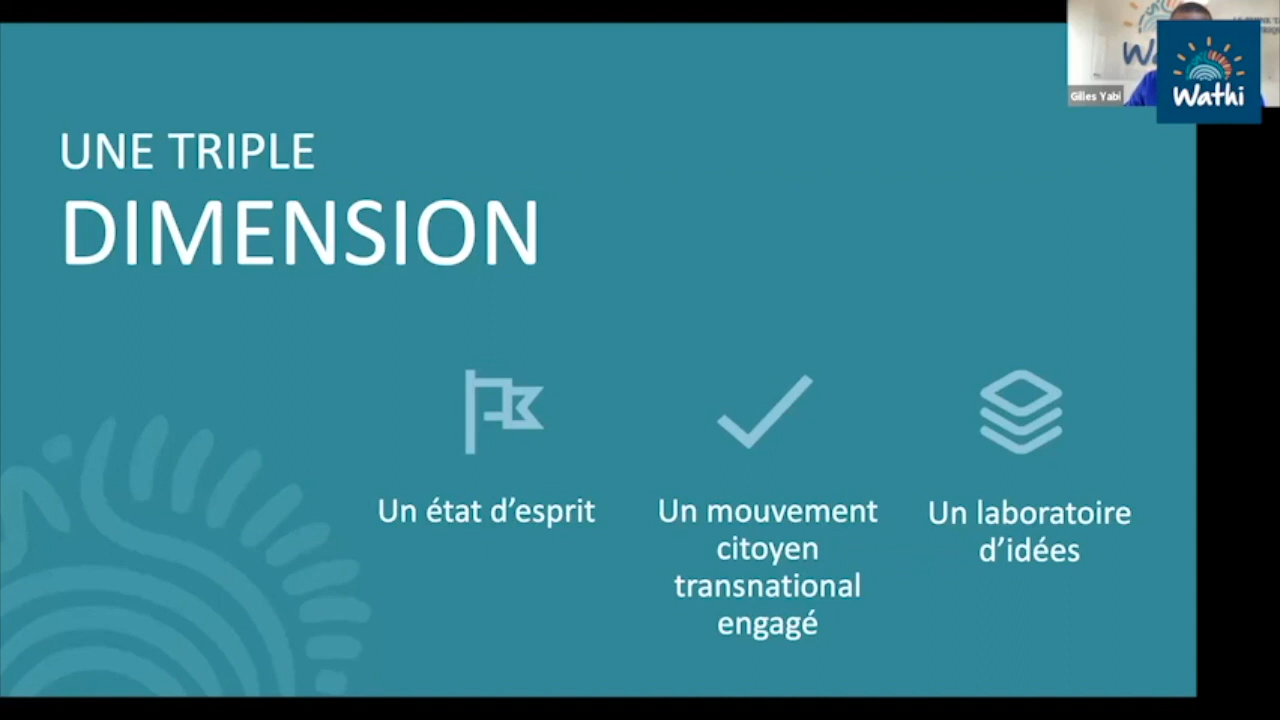 Wathi
Gilles Yabi
UNE TRIPLE
DIMENSION
Un état d’esprit
Un mouvement
citoyen
transnational
engagé
Un laboratoire
d’idées